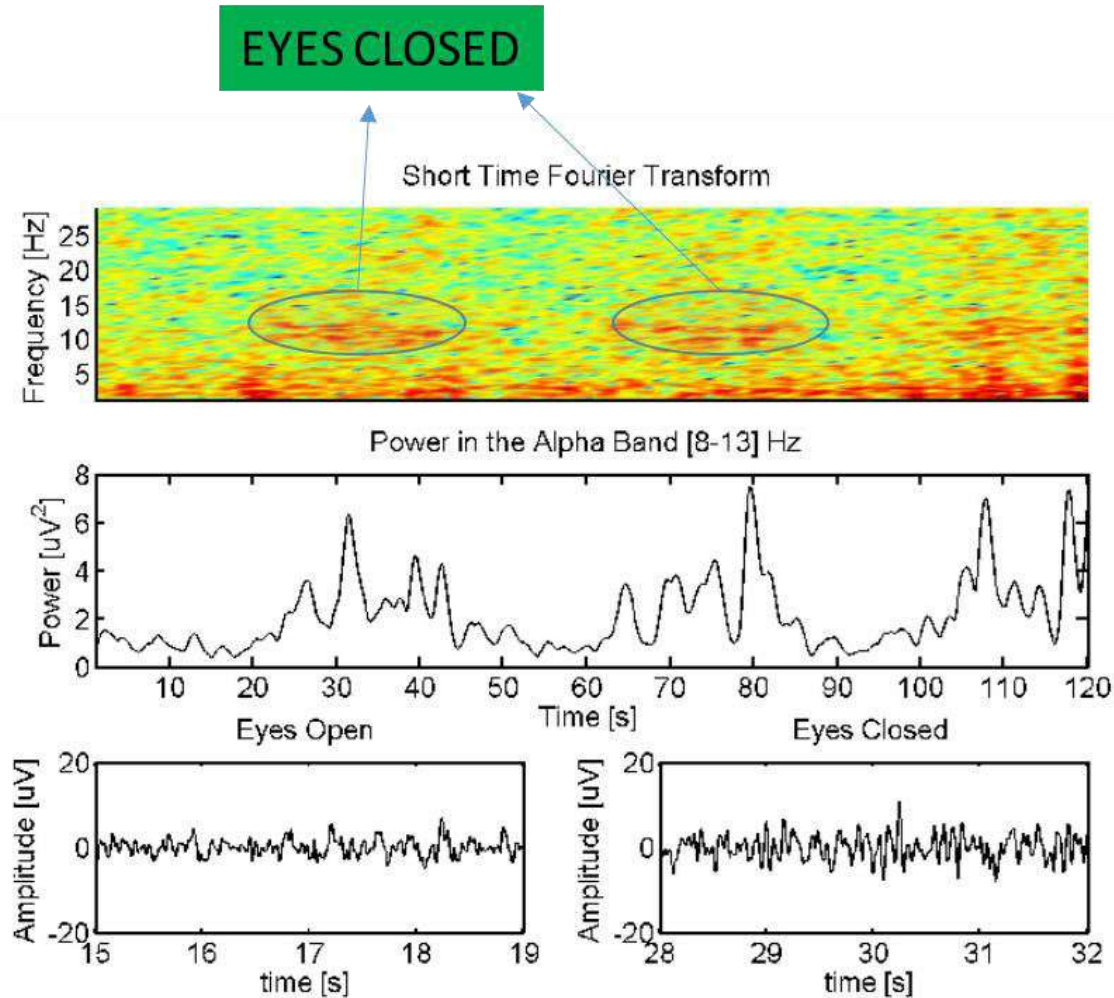 EYES CLOSED
Short Time Fourier Transform
Frequency [Hz]
25
20
15
10
5
Power in the Alpha Band [8-13] Hz
Power [uV²]
8
6
4
2
0
10 20 30 40 50 60 70 80 90 100 110 120
Time [s]
Eyes Open
Eyes Closed
Amplitude [uV]
20
0
-20
15 16 17 18 19
time [s]
Amplitude [uV]
20
0
-20
28 29 30 31 32
time [s]